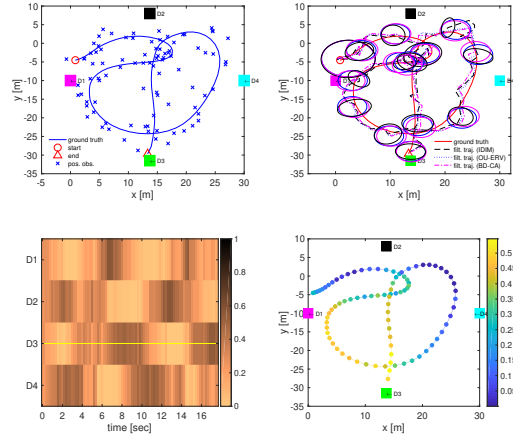 10
5
0
-5
-10
-15
-20
-25
-30
-35
y [m]
-5 0 5 10 15 20 25 30
x [m]
D2
D1
D4
D3
ground truth
start
end
pos. obs.
10
5
0
-5
-10
-15
-20
-25
-30
-35
y [m]
0 10 20 30
x [m]
D2
D1
D3
ground truth
filt. traj. (IDIM)
filt. traj. (OU-ERV)
filt. traj. (BD-CA)
D1
D2
D3
D4
0 2 4 6 8 10 12 14 16
time [sec]
1
0.8
0.6
0.4
0.2
0
10
5
0
-5
-10
-15
-20
-25
-30
-35
y [m]
0 10 20 30
x [m]
D2
D1
D4
D3
0.5
0.45
0.4
0.35
0.3
0.25
0.2
0.15
0.1
0.05